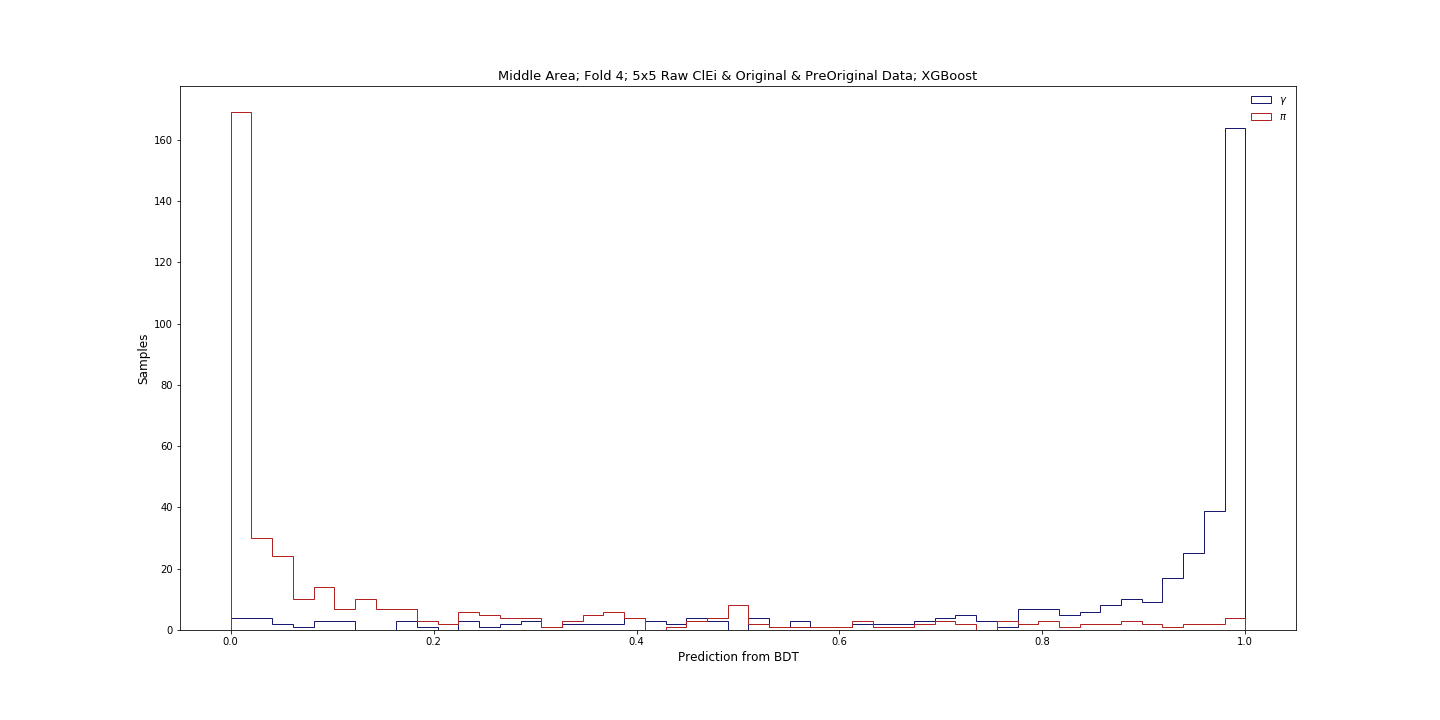 Middle Area; Fold 4; 5x5 Raw ClEi & Original & PreOriginal Data; XGBoost
γ
π
Samples
160
140
120
100
80
60
40
20
0
0.0 0.2 0.4 0.6 0.8 1.0
Prediction from BDT